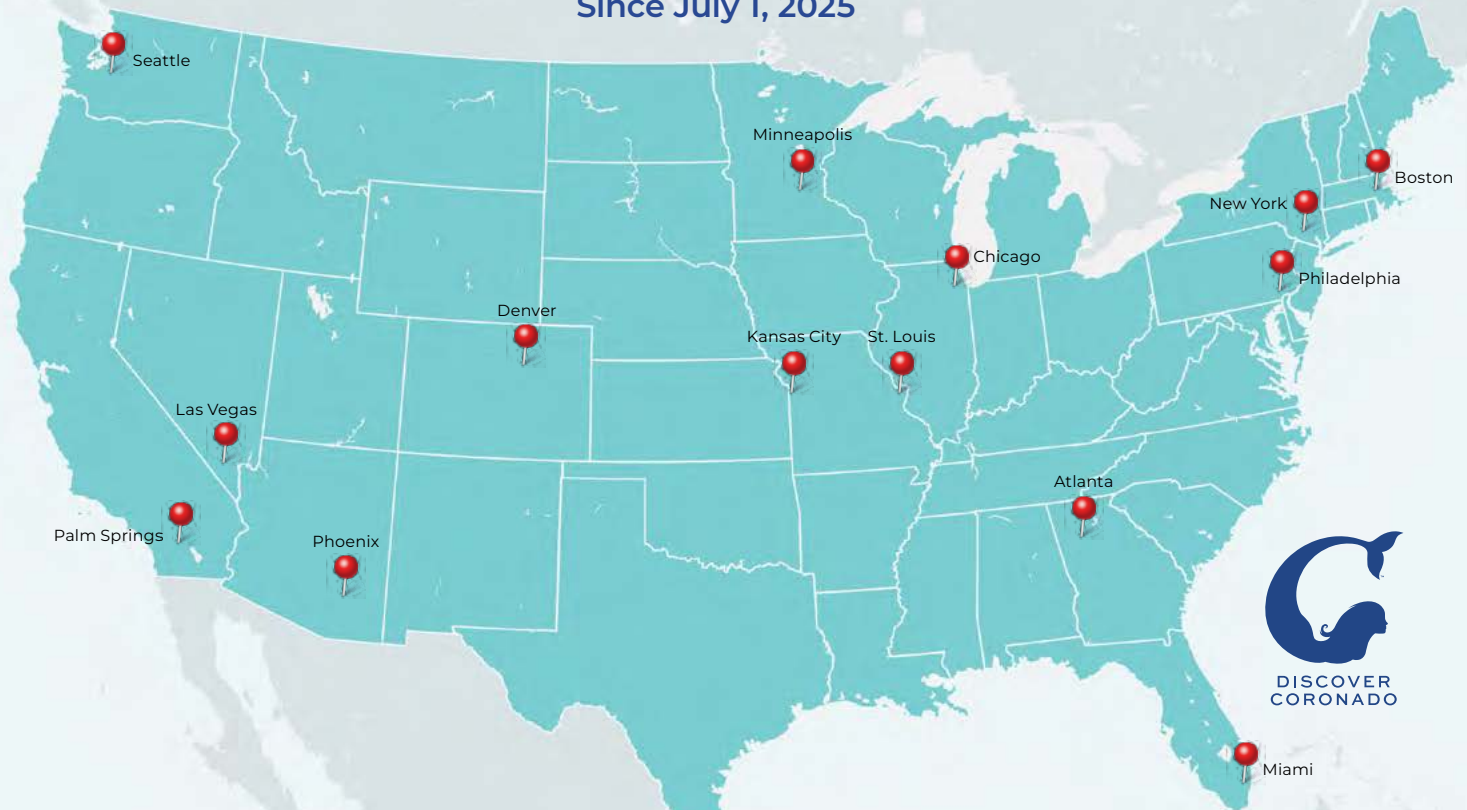 Since July 1, 2025
Seattle
Minneapolis
Boston
New York
Chicago
Philadelphia
Denver
Kansas City
St. Louis
Las Vegas
Atlanta
Palm Springs
Phoenix
DISCOVER
CORONADO
Miami